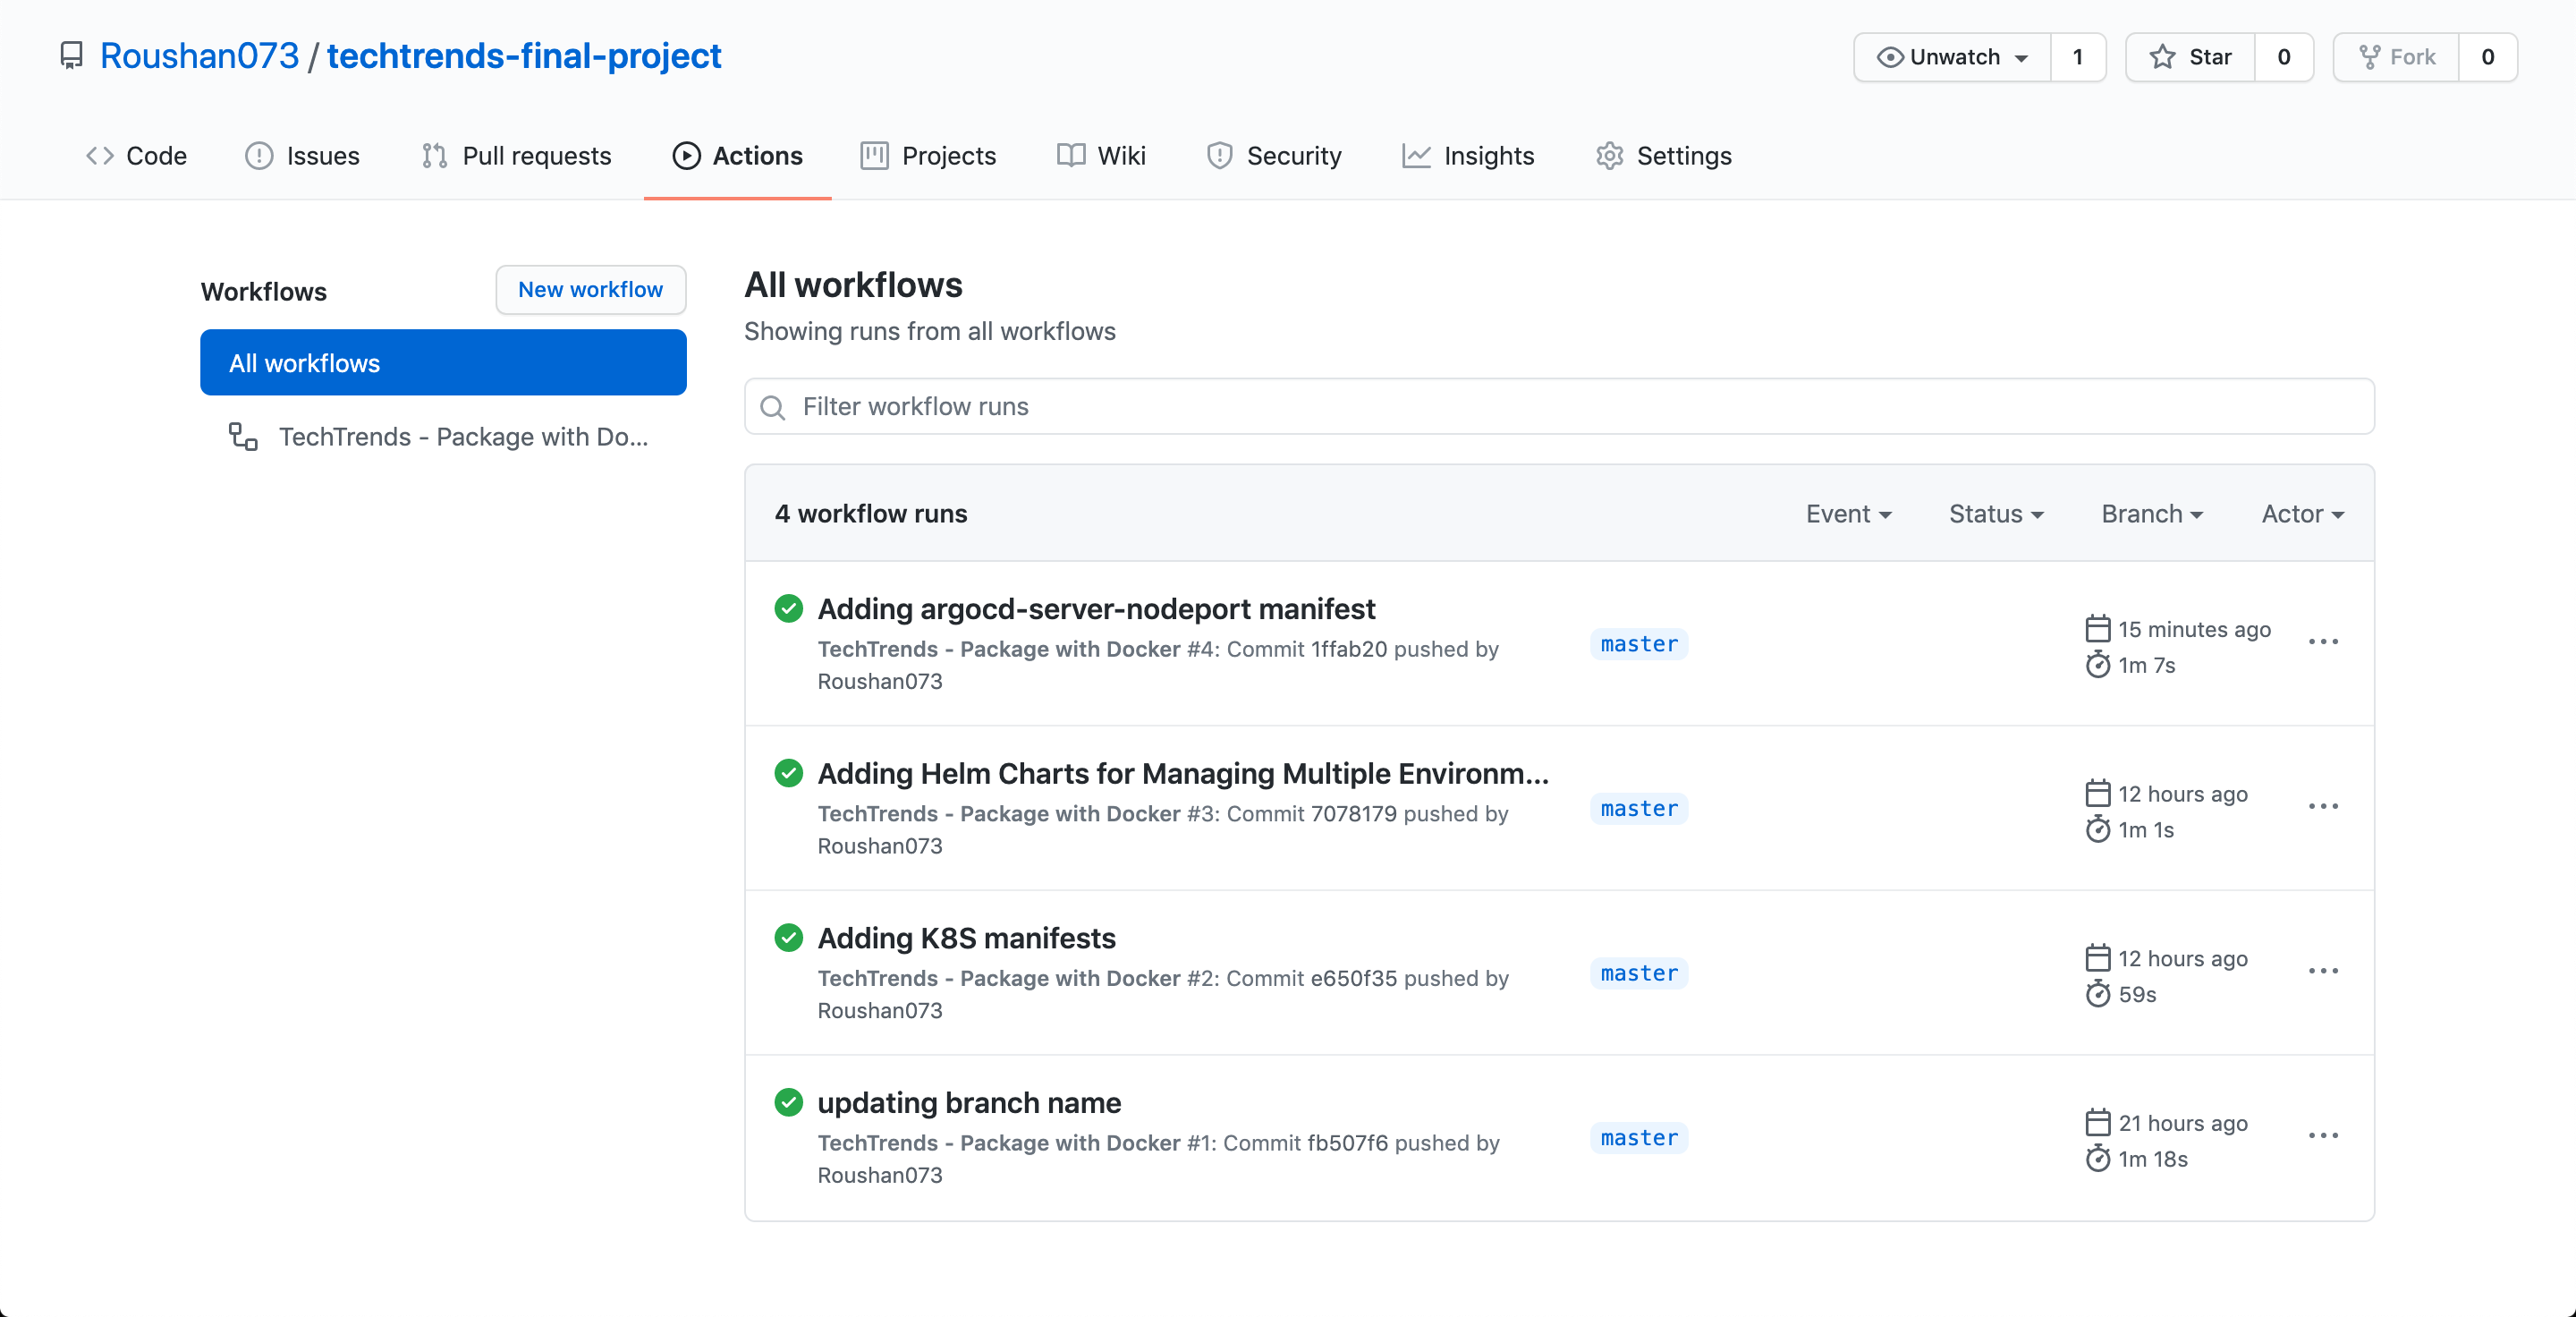 Roushan073 / techtrends-final-project
Unwatch 1 Star 0 Fork 0
Code Issues Pull requests Actions Projects Wiki Security Insights Settings
Workflows
New workflow
All workflows
TechTrends - Package with Do...
All workflows
Showing runs from all workflows
Filter workflow runs
4 workflow runs Event Status Branch Actor
Adding argocd-server-nodeport manifest
TechTrends - Package with Docker #4: Commit 1ffab20 pushed by
Roushan073
master
15 minutes ago
1m 7s
Adding Helm Charts for Managing Multiple Environm...
TechTrends - Package with Docker #3: Commit 7078179 pushed by
Roushan073
master
12 hours ago
1m 1s
Adding K8S manifests
TechTrends - Package with Docker #2: Commit e650f35 pushed by
Roushan073
master
12 hours ago
59s
updating branch name
TechTrends - Package with Docker #1: Commit fb507f6 pushed by
Roushan073
master
21 hours ago
1m 18s